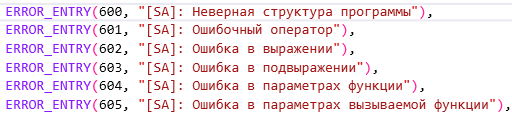 ERROR_ENTRY(600, "[SA]: Неверная структура программы"),
ERROR_ENTRY(601, "[SA]: Ошибочный оператор"),
ERROR_ENTRY(602, "[SA]: Ошибка в выражении"),
ERROR_ENTRY(603, "[SA]: Ошибка в подвыражении"),
ERROR_ENTRY(604, "[SA]: Ошибка в параметрах функции"),
ERROR_ENTRY(605, "[SA]: Ошибка в параметрах вызываемой функции"),